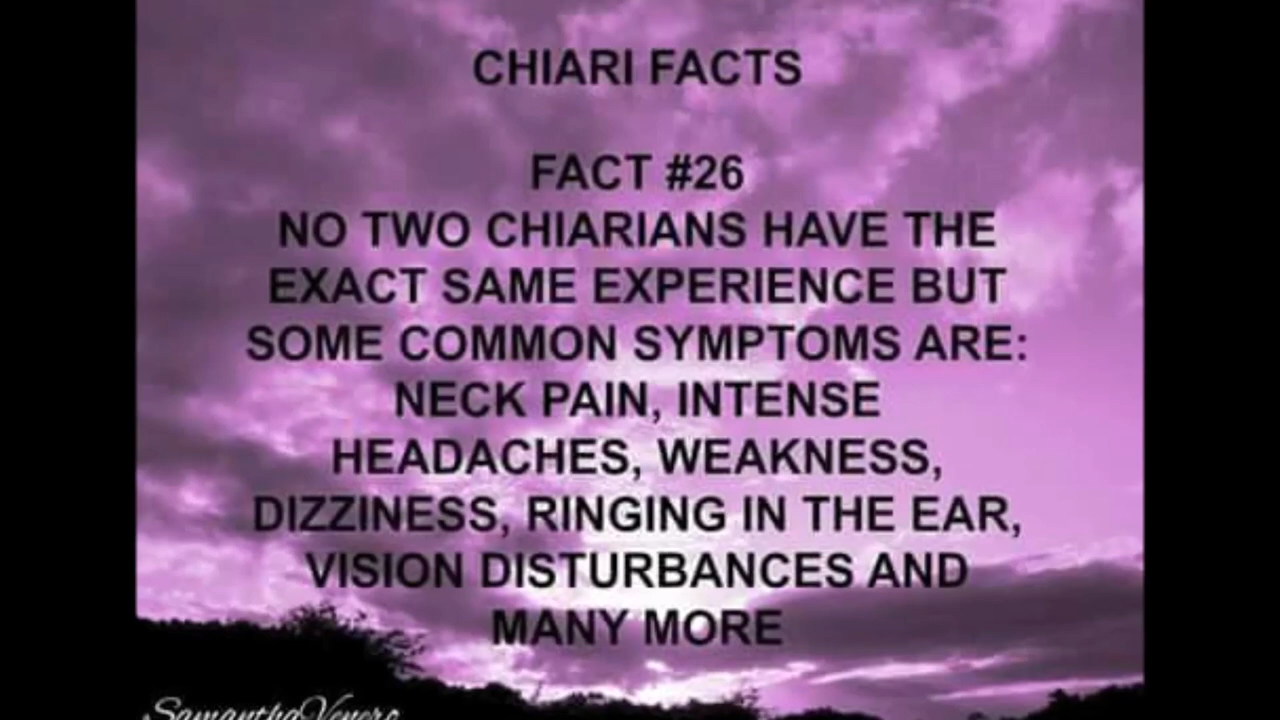 CHIARI FACTS
FACT #26
NO TWO CHIARIANS HAVE THE
EXACT SAME EXPERIENCE BUT
SOME COMMON SYMPTOMS ARE:
NECK PAIN, INTENSE
HEADACHES, WEAKNESS,
DIZZINESS, RINGING IN THE EAR,
VISION DISTURBANCES AND
MANY MORE